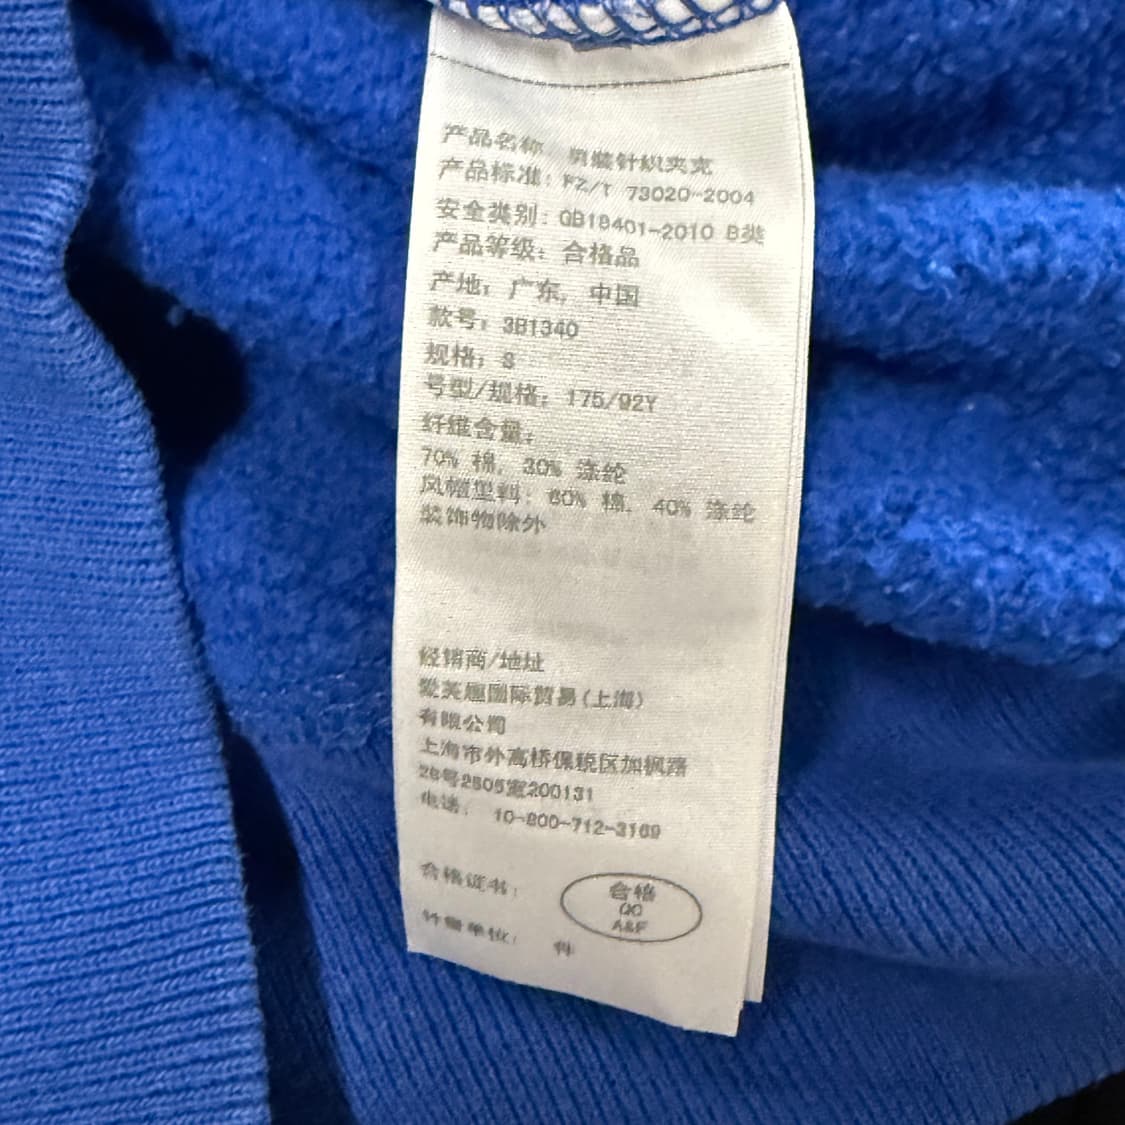 产品名称 男装针织夹克
产品标准: FZ/T 73020-2004
安全类别: GB18401-2010 B类
产品等级: 合格品
产地: 广东, 中国
款号: 3B1340
规格: S
号型/规格: 175/92Y
纤维含量:
70% 棉, 30% 涤纶
风帽里料: 60% 棉, 40% 涤纶
装饰物除外
经销商/地址
爱芙趣国际贸易(上海)
有限公司
上海市外高桥保税区加枫路
28号2505室200131
电话: 10-800-712-3169
合格证书:
合格
QC
A&F
计量单位: 件